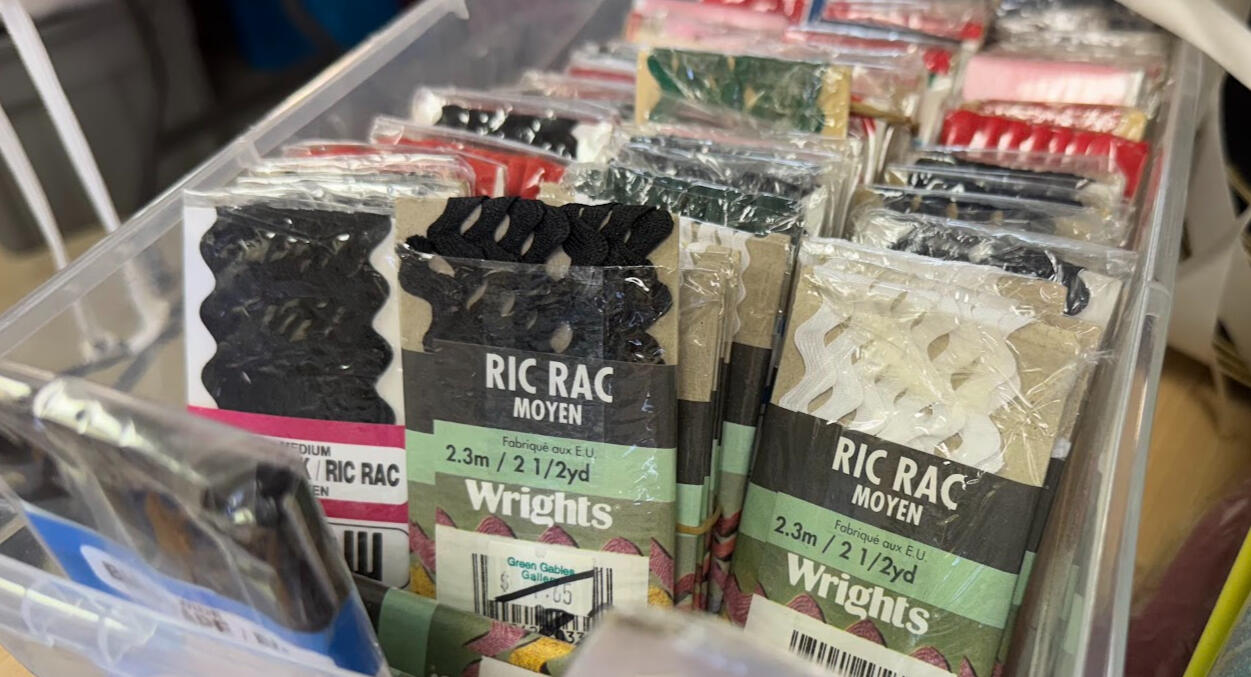 MEDIUM
/ RIC RAC
RIC RAC
MOYEN
Fabriqué aux E.U.
2.3m / 2 1/2yd
Wrights
Green Gables
RIC RAC
MOYEN
Fabriqué aux E.U.
2.3m / 2 1/2yd
Wrights